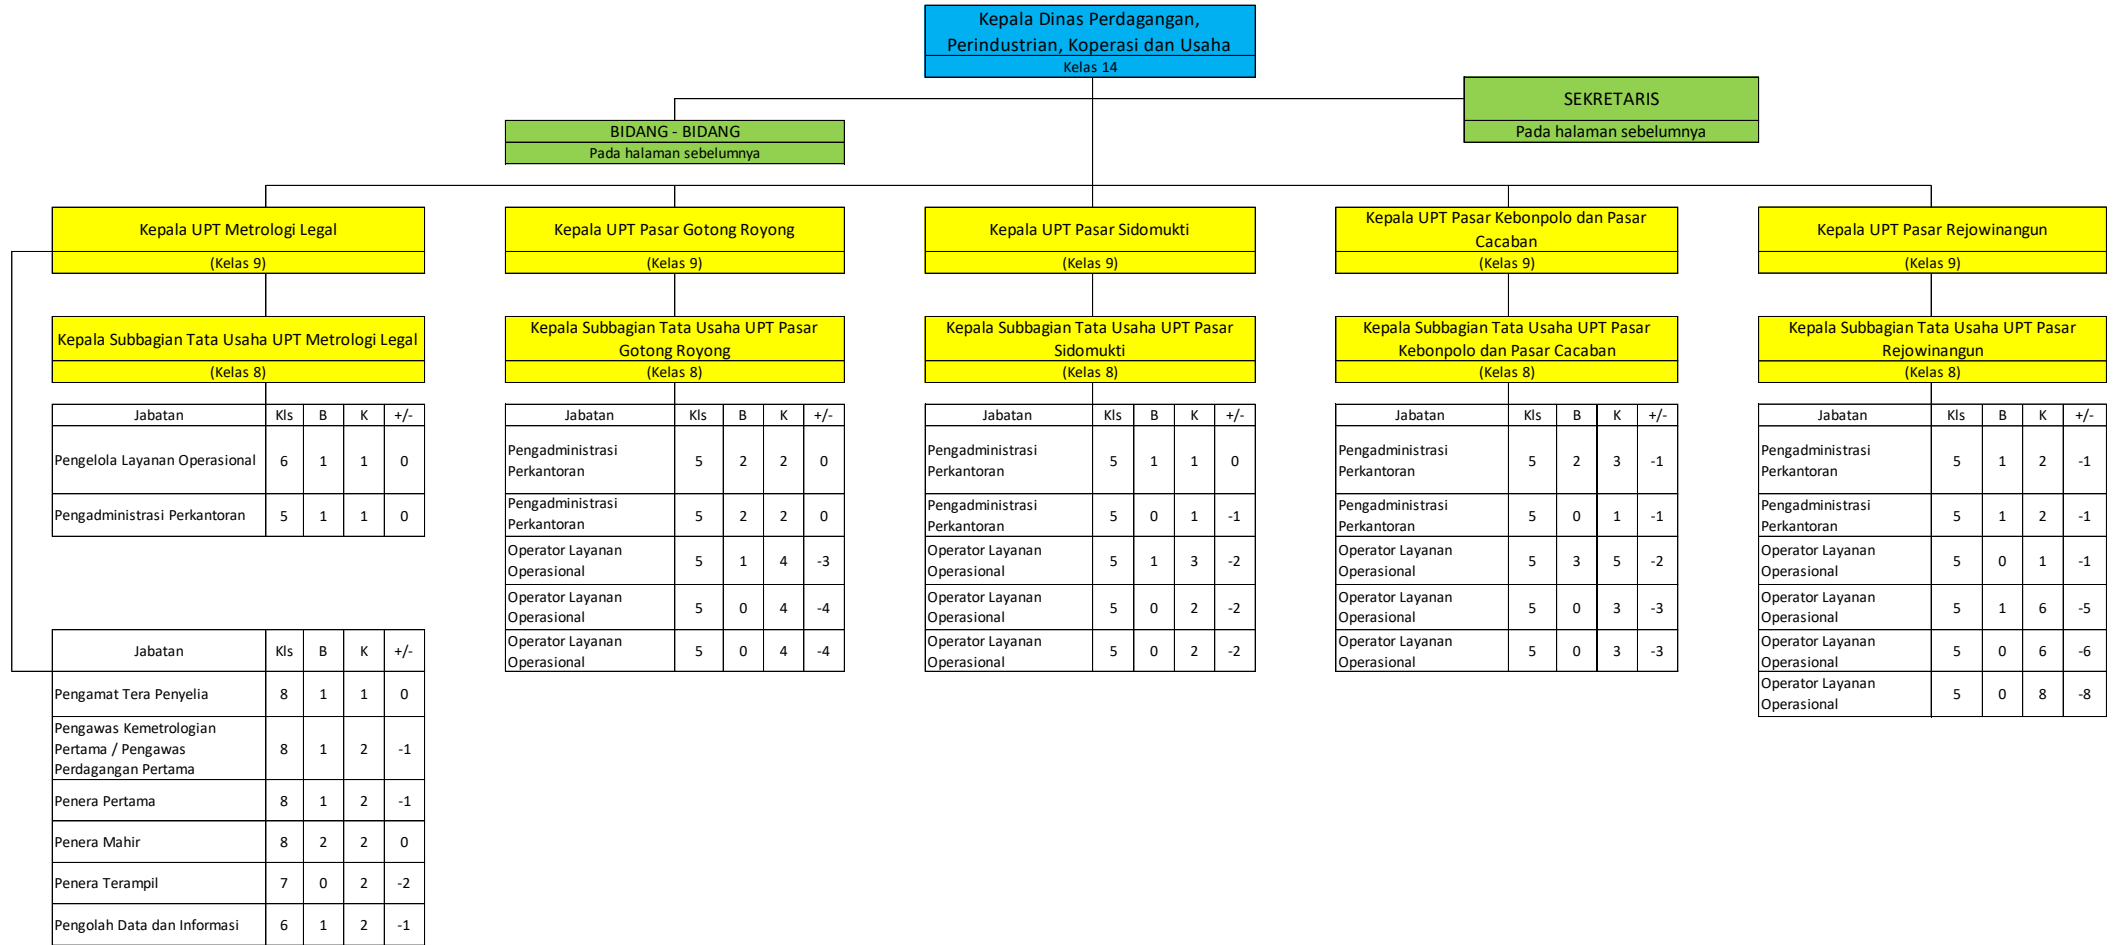 Kepala Dinas Perdagangan,
Perindustrian, Koperasi dan Usaha
Kelas 14
SEKRETARIS
Pada halaman sebelumnya
BIDANG - BIDANG
Pada halaman sebelumnya
Kepala UPT Metrologi Legal
(Kelas 9)
Kepala UPT Pasar Gotong Royong
(Kelas 9)
Kepala UPT Pasar Sidomukti
(Kelas 9)
Kepala UPT Pasar Kebonpolo dan Pasar
Cacaban
(Kelas 9)
Kepala UPT Pasar Rejowinangun
(Kelas 9)
Kepala Subbagian Tata Usaha UPT Metrologi Legal
(Kelas 8)
Jabatan Kls B K +/-
Pengelola Layanan Operasional 6 1 1 0
Pengadministrasi Perkantoran 5 1 1 0
Jabatan Kls B K +/-
Pengamat Tera Penyelia 8 1 1 0
Pengawas Kemetrologian
Pertama / Pengawas 8 1 2 -1
Perdagangan Pertama
Penera Pertama 8 1 2 -1
Penera Mahir 8 2 2 0
Penera Terampil 7 0 2 -2
Pengolah Data dan Informasi 6 1 2 -1
Kepala Subbagian Tata Usaha UPT Pasar
Gotong Royong
(Kelas 8)
Jabatan Kls B K +/-
Pengadministrasi
Perkantoran 5 2 2 0
Pengadministrasi
Perkantoran 5 2 2 0
Operator Layanan
Operasional 5 1 4 -3
Operator Layanan
Operasional 5 0 4 -4
Operator Layanan
Operasional 5 0 4 -4
Kepala Subbagian Tata Usaha UPT Pasar
Sidomukti
(Kelas 8)
Jabatan Kls B K +/-
Pengadministrasi
Perkantoran 5 1 1 0
Pengadministrasi
Perkantoran 5 0 1 -1
Operator Layanan
Operasional 5 1 3 -2
Operator Layanan
Operasional 5 0 2 -2
Operator Layanan
Operasional 5 0 2 -2
Kepala Subbagian Tata Usaha UPT Pasar
Kebonpolo dan Pasar Cacaban
(Kelas 8)
Jabatan Kls B K +/-
Pengadministrasi
Perkantoran 5 2 3 -1
Pengadministrasi
Perkantoran 5 0 1 -1
Operator Layanan
Operasional 5 3 5 -2
Operator Layanan
Operasional 5 0 3 -3
Operator Layanan
Operasional 5 0 3 -3
Kepala Subbagian Tata Usaha UPT Pasar
Rejowinangun
(Kelas 8)
Jabatan Kls B K +/-
Pengadministrasi
Perkantoran 5 1 2 -1
Pengadministrasi
Perkantoran 5 1 2 -1
Operator Layanan
Operasional 5 0 1 -1
Operator Layanan
Operasional 5 1 6 -5
Operator Layanan
Operasional 5 0 6 -6
Operator Layanan
Operasional 5 0 8 -8